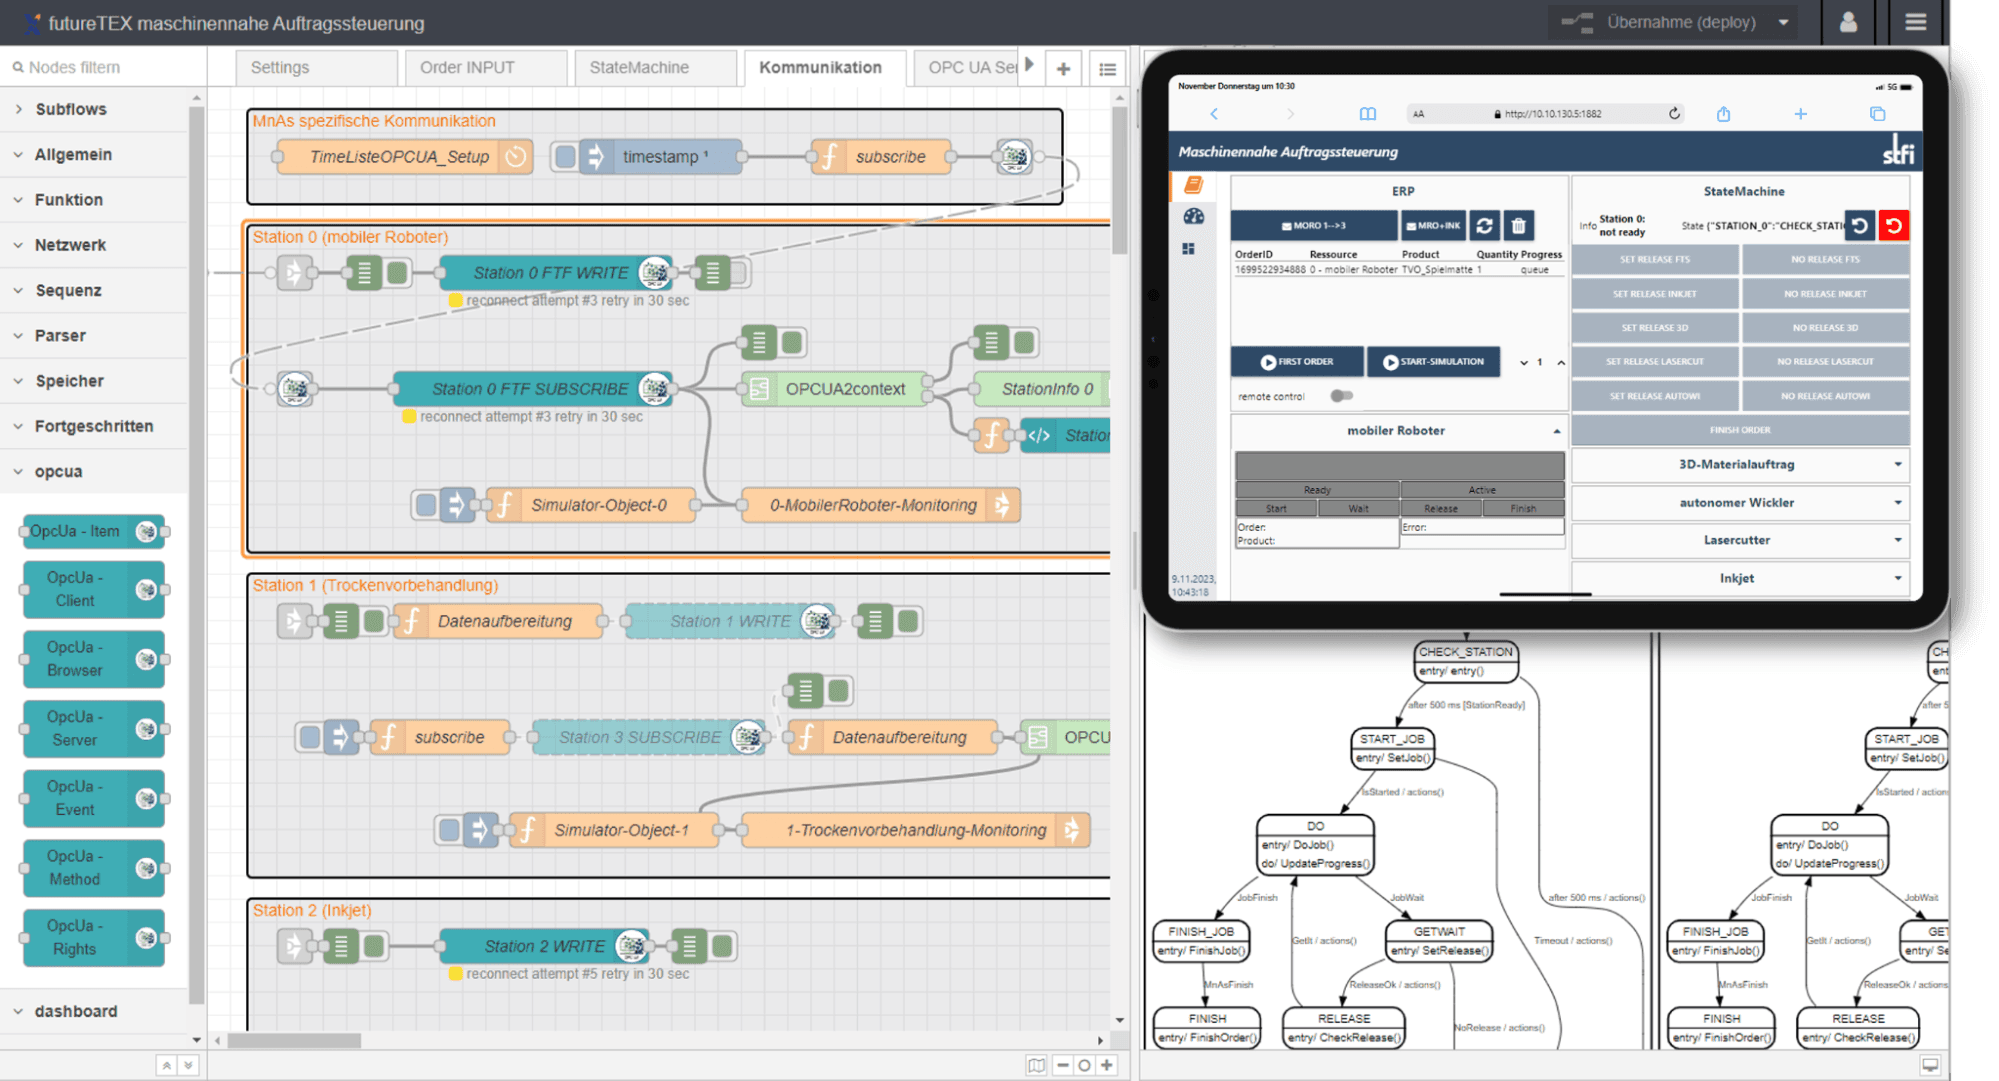 futureTEX maschinennahe Auftragssteuerung
Übernahme (deploy)
Nodes filtern
Settings
Order INPUT
StateMachine
Kommunikation
OPC UA Ser
Subflows
Allgemein
Funktion
Netzwerk
Sequenz
Parser
Speicher
Fortgeschritten
opcua
OpcUa - Item
OpcUa -
Client
OpcUa -
Browser
OpcUa -
Server
OpcUa -
Event
OpcUa -
Method
OpcUa -
Rights
dashboard
MnAs spezifische Kommunikation
TimeListeOPCUA_Setup
timestamp ¹
subscribe
Station 0 (mobiler Roboter)
Station 0 FTF WRITE
reconnect attempt #3 retry in 30 sec
Station 0 FTF SUBSCRIBE
reconnect attempt #3 retry in 30 sec
OPCUA2context
StationInfo 0
Station
Simulator-Object-0
0-MobilerRoboter-Monitoring
Station 1 (Trockenvorbehandlung)
Datenaufbereitung
Station 1 WRITE
subscribe
Station 3 SUBSCRIBE
Datenaufbereitung
OPCU
Simulator-Object-1
1-Trockenvorbehandlung-Monitoring
Station 2 (Inkjet)
Station 2 WRITE
reconnect attempt #5 retry in 30 sec
November Donnerstag um 10:30
5G
AA
http://10.10.130.5:1882
Maschinennahe Auftragssteuerung
stfi
ERP
MORO 1-->3
MRO+INK
OrderID Ressource Product Quantity Progress
1699522934888 0 - mobiler Roboter TVO_Spielmatte 1 queue
FIRST ORDER
START-SIMULATION
1
remote control
mobiler Roboter
Ready
Active
Start
Wait
Release
Finish
Order:
Error:
Product:
9.11.2023,
10:43:18
StateMachine
Info
Station 0:
not ready
State {"STATION_0":"CHECK_STATI
SET RELEASE FTS
NO RELEASE FTS
SET RELEASE INKJET
NO RELEASE INKJET
SET RELEASE 3D
NO RELEASE 3D
SET RELEASE LASERCUT
NO RELEASE LASERCUT
SET RELEASE AUTOWI
NO RELEASE AUTOWI
FINISH ORDER
3D-Materialauftrag
autonomer Wickler
Lasercutter
Inkjet
CHECK_STATION
entry/ entry()
after 500 ms [StationReady]
START_JOB
entry/ SetJob()
IsStarted / actions()
DO
entry/ DoJob()
do/ UpdateProgress()
JobFinish
JobWait
after 500 ms / actions()
FINISH_JOB
entry/ FinishJob()
GetIt / actions()
GETWAIT
entry/ SetRelease()
Timeout / actions()
MnAsFinish
ReleaseOk / actions()
FINISH
entry/ FinishOrder()
RELEASE
entry/ CheckRelease()
NoRelease / actions()
CH
ent
after 5
START_JOB
entry/ SetJob()
IsStarted / action
DO
entry/ DoJob()
do/ UpdateProgress()
JobFinish
JobWait
FINISH_JOB
entry/ FinishJob()
GetIt / actions()
GET
entry/ Se
MnAsFinish
ReleaseOk / actions
FINISH
entry/ FinishOrder()
RELEASE
entry/ CheckRelease()